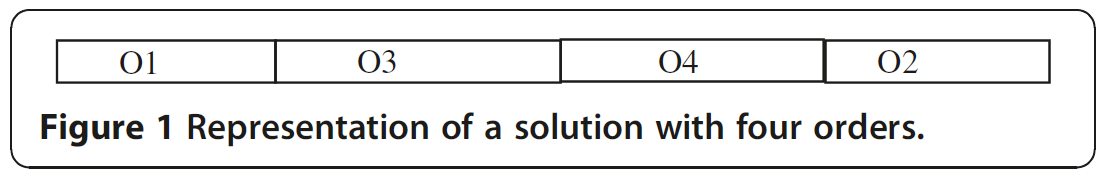 O1 O3 O4 O2
Figure 1 Representation of a solution with four orders.